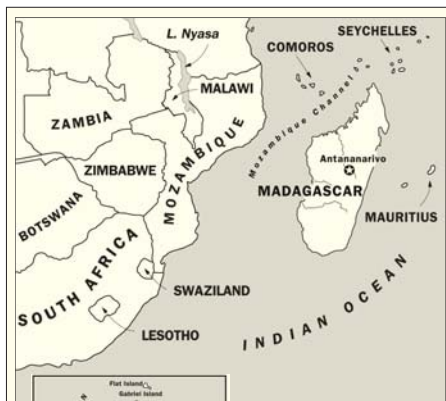 SEYCHELLES
L. Nyasa
COMOROS
MALAWI
Mozambique Channel
ZAMBIA
MOZAMBIQUE
Antananarivo
ZIMBABWE
MADAGASCAR
BOTSWANA
MAURITIUS
SOUTH AFRICA
SWAZILAND
LESOTHO
INDIAN OCEAN
Flat Island
Gabriel Island